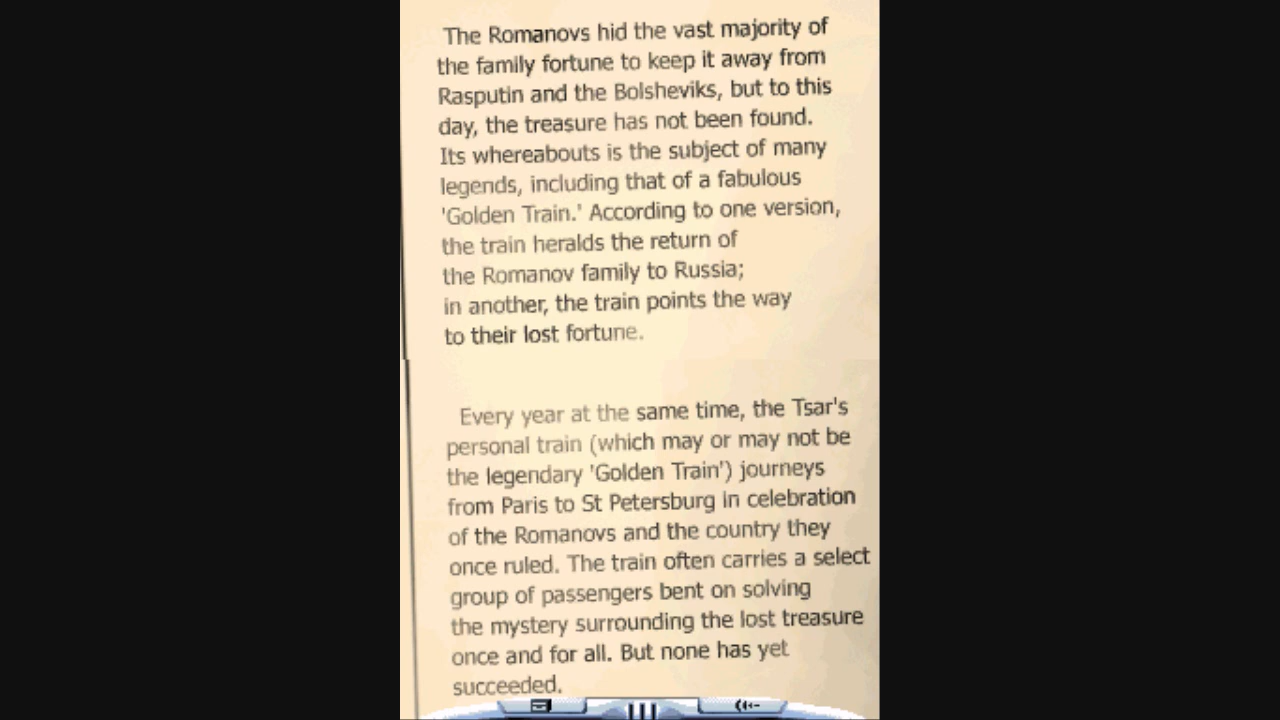 The Romanovs hid the vast majority of
the family fortune to keep it away from
Rasputin and the Bolsheviks, but to this
day, the treasure has not been found.
Its whereabouts is the subject of many
legends, including that of a fabulous
'Golden Train.' According to one version,
the train heralds the return of
the Romanov family to Russia;
in another, the train points the way
to their lost fortune.
Every year at the same time, the Tsar's
personal train (which may or may not be
the legendary 'Golden Train') journeys
from Paris to St Petersburg in celebration
of the Romanovs and the country they
once ruled. The train often carries a select
group of passengers bent on solving
the mystery surrounding the lost treasure
once and for all. But none has yet
succeeded.